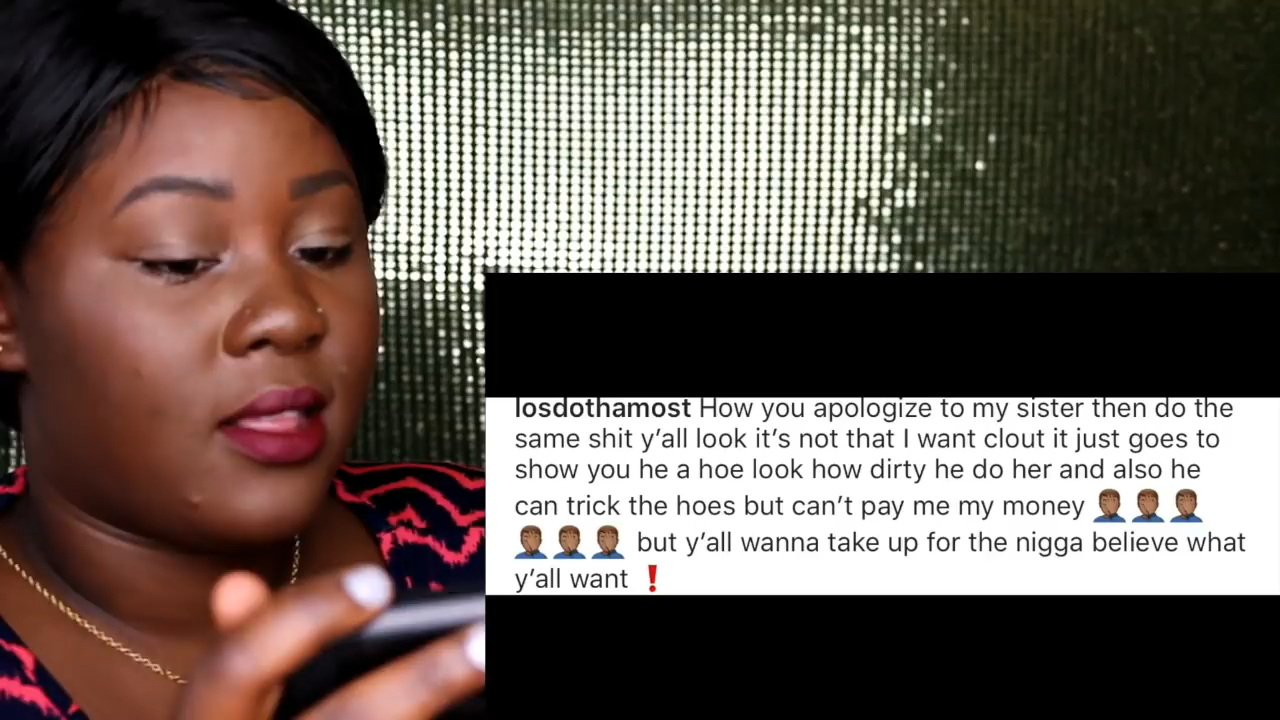 losdothamost How you apologize to my sister then do the
same shit y'all look it's not that I want clout it just goes to
show you he a hoe look how dirty he do her and also he
can trick the hoes but can't pay me my money 🤦🏾‍♂️🤦🏾‍♂️🤦🏾‍♂️
🤦🏾‍♂️🤦🏾‍♂️🤦🏾‍♂️ but y'all wanna take up for the nigga believe what
y'all want ❗